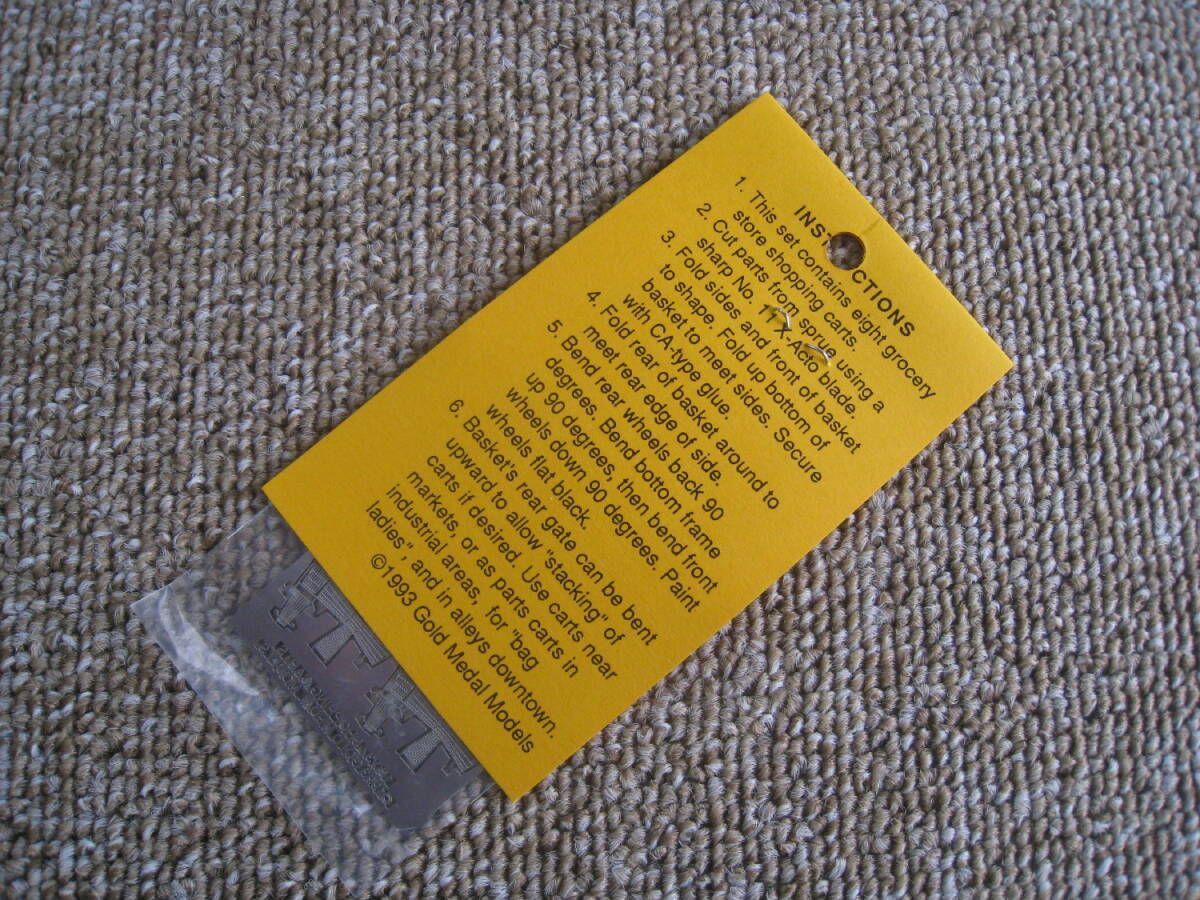 INSTRUCTIONS
1. This set contains eight grocery
store shopping carts.
2. Cut parts from sprue using a
sharp No. 11 X-Acto blade.
3. Fold sides and front of basket
to shape. Fold up bottom of
basket to meet sides. Secure
with CA-type glue.
4. Fold rear of basket around to
meet rear edge of side.
5. Bend rear wheels back 90
degrees. Bend bottom frame
up 90 degrees, then bend front
wheels down 90 degrees. Paint
wheels flat black.
6. Basket's rear gate can be bent
upward to allow "stacking" of
carts if desired. Use carts near
markets, or as parts carts in
industrial areas, for "bag
ladies", and in alleys downtown.
©1993 Gold Medal Models